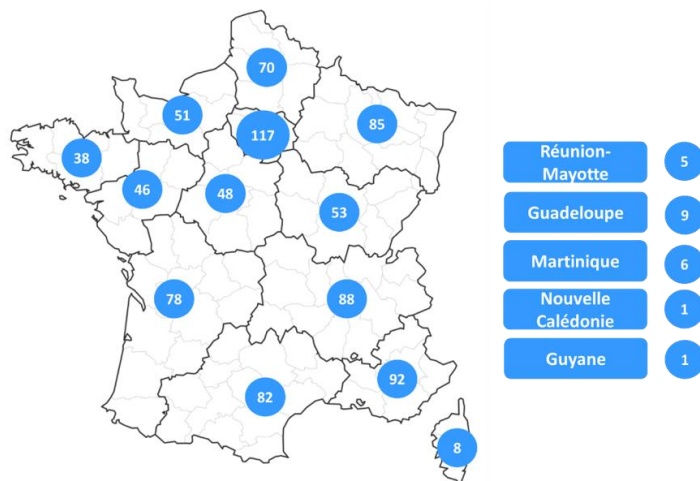 70
51
117
85
38
46
48
53
78
88
92
82
8
Réunion-
Mayotte
5
Guadeloupe
9
Martinique
6
Nouvelle
Calédonie
1
Guyane
1